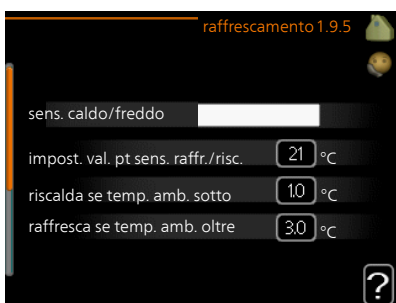 raffrescamento 1.9.5
sens. caldo/freddo
impost. val. pt sens. raffr./risc. 21 °C
riscalda se temp. amb. sotto 1.0 °C
raffresca se temp. amb. oltre 3.0 °C
?